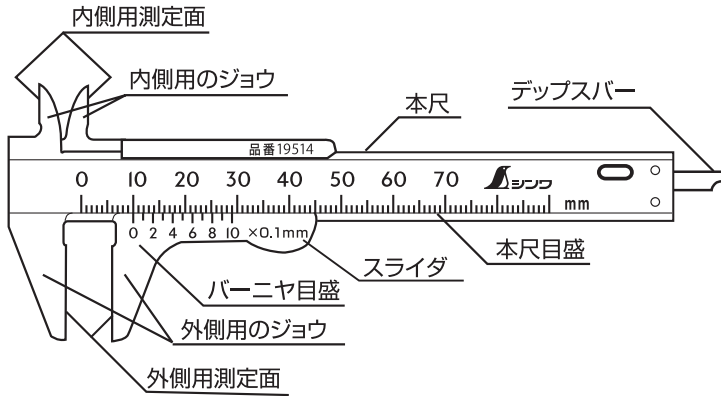 内側用測定面
内側用のジョウ
本尺
デップスバー
品番19514
0 10 20 30 40 50 60 70 シンワ mm
0 2 4 6 8 10 ×0.1mm
本尺目盛
スライダ
バーニヤ目盛
外側用のジョウ
外側用測定面